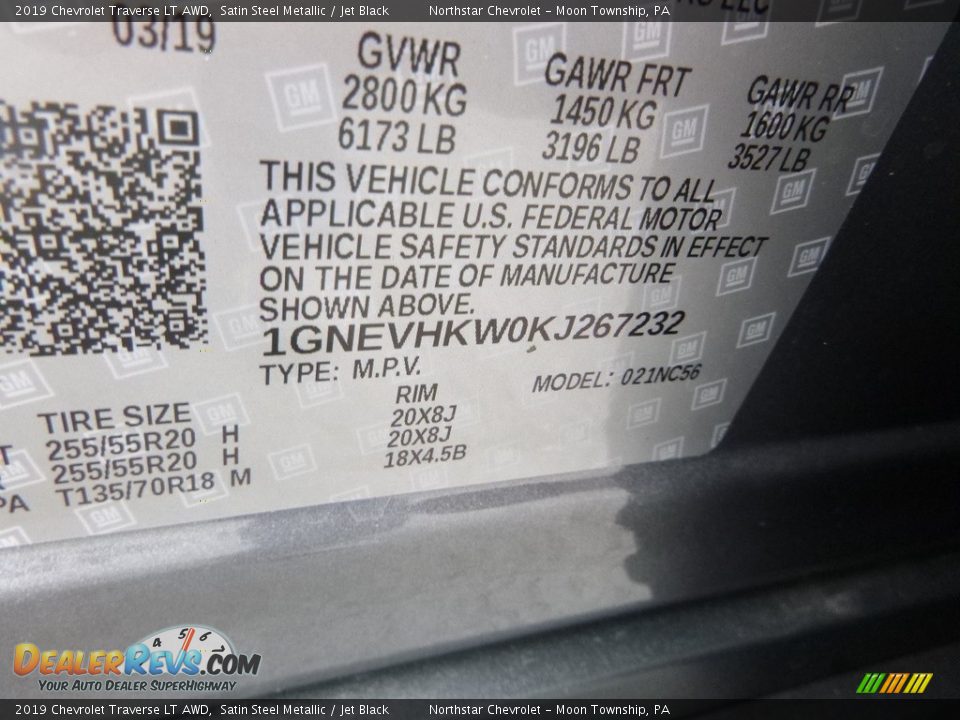 2019 Chevrolet Traverse LT AWD, Satin Steel Metallic / Jet Black Northstar Chevrolet – Moon Township, PA
03/19
GVWR GAWR FRT GAWR RR
2800 KG 1450 KG 1600 KG
6173 LB 3196 LB 3527 LB
THIS VEHICLE CONFORMS TO ALL
APPLICABLE U.S. FEDERAL MOTOR
VEHICLE SAFETY STANDARDS IN EFFECT
ON THE DATE OF MANUFACTURE
SHOWN ABOVE.
1GNEVHKW0KJ267232
TYPE: M.P.V. MODEL: 021NC56
TIRE SIZE RIM
255/55R20 H 20X8J
255/55R20 H 20X8J
T135/70R18 M 18X4.5B
GM
4 5 6
DEALERREVS.COM
YOUR AUTO DEALER SUPERHIGHWAY
2019 Chevrolet Traverse LT AWD, Satin Steel Metallic / Jet Black Northstar Chevrolet – Moon Township, PA